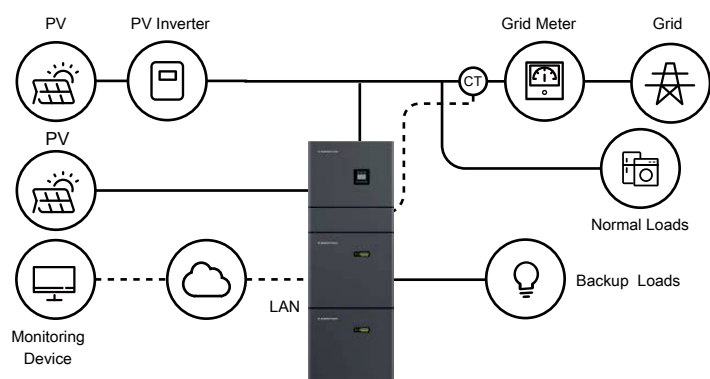 PV
PV Inverter
Grid Meter
Grid
CT
PV
Normal Loads
LAN
Backup Loads
Monitoring
Device